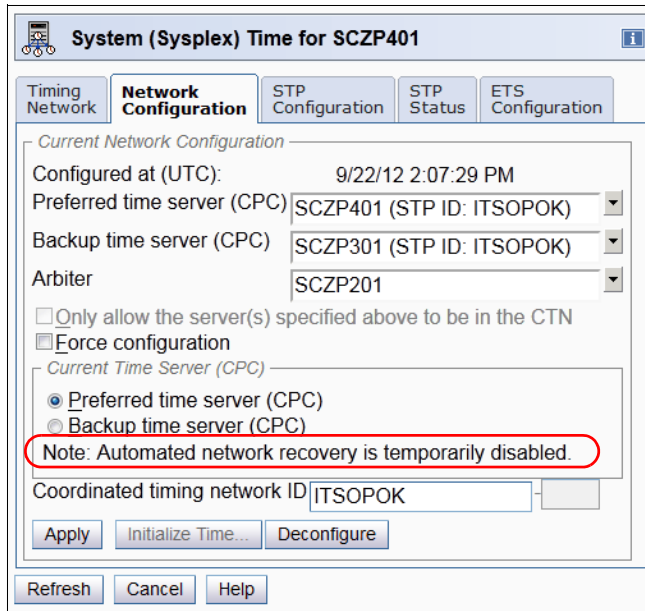 System (Sysplex) Time for SCZP401
i
Timing Network
Network Configuration
STP Configuration
STP Status
ETS Configuration
Current Network Configuration
Configured at (UTC): 9/22/12 2:07:29 PM
Preferred time server (CPC) SCZP401 (STP ID: ITSOPOK)
Backup time server (CPC) SCZP301 (STP ID: ITSOPOK)
Arbiter SCZP201
Only allow the server(s) specified above to be in the CTN
Force configuration
Current Time Server (CPC)
Preferred time server (CPC)
Backup time server (CPC)
Note: Automated network recovery is temporarily disabled.
Coordinated timing network ID ITSOPOK -
Apply Initialize Time... Deconfigure
Refresh Cancel Help